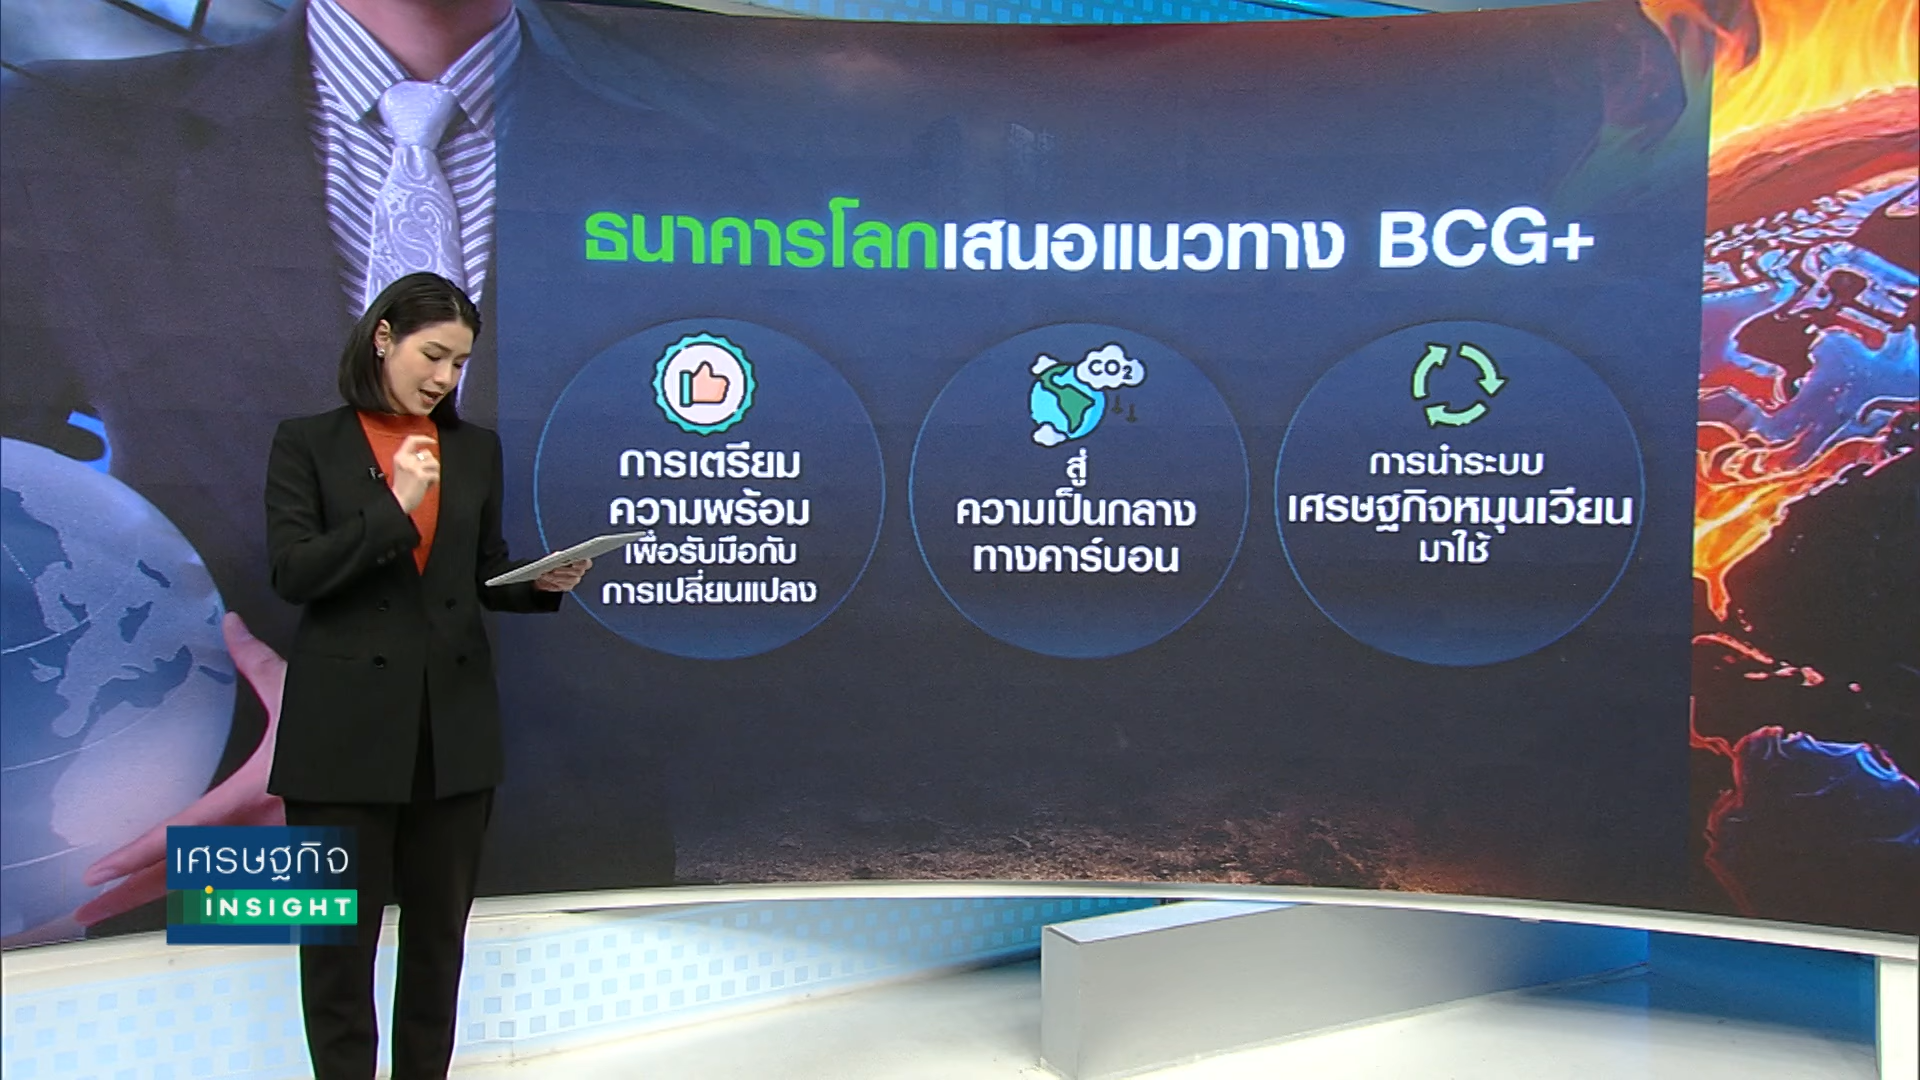 ธนาคารโลกเสนอแนวทาง BCG+
การเตรียม
ความพร้อม
เพื่อรับมือกับ
การเปลี่ยนแปลง
CO2
สู่
ความเป็นกลาง
ทางคาร์บอน
การนำระบบ
เศรษฐกิจหมุนเวียน
มาใช้
เศรษฐกิจ
iNSIGHT